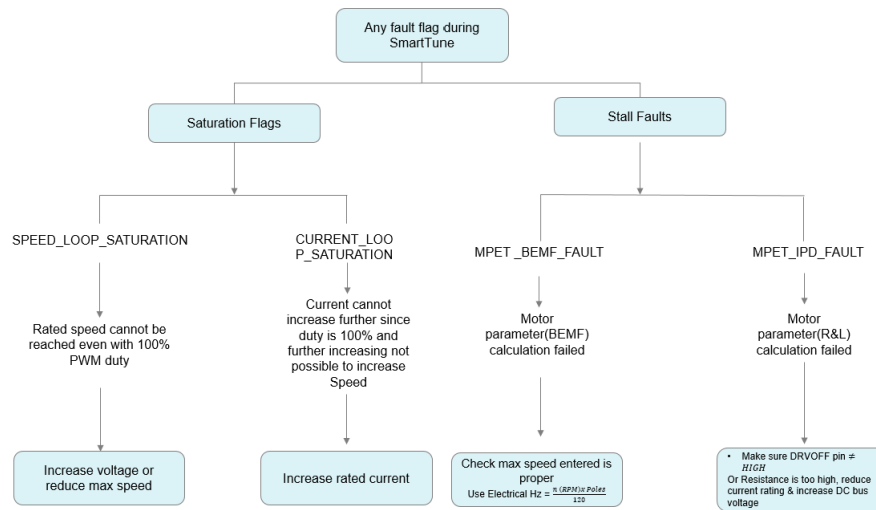 Any fault flag during
SmartTune
Saturation Flags
Stall Faults
SPEED_LOOP_SATURATION
CURRENT_LOO
P_SATURATION
MPET _BEMF_FAULT
MPET_IPD_FAULT
Rated speed cannot be
reached even with 100%
PWM duty
Current cannot
increase further since
duty is 100% and
further increasing not
possible to increase
Speed
Motor
parameter(BEMF)
calculation failed
Motor
parameter(R&L)
calculation failed
Increase voltage or
reduce max speed
Increase rated current
Check max speed entered is
proper
Use Electrical Hz = n (RPM)x Poles / 120
• Make sure DRVOFF pin ≠
HIGH
Or Resistance is too high, reduce
current rating & increase DC bus
voltage